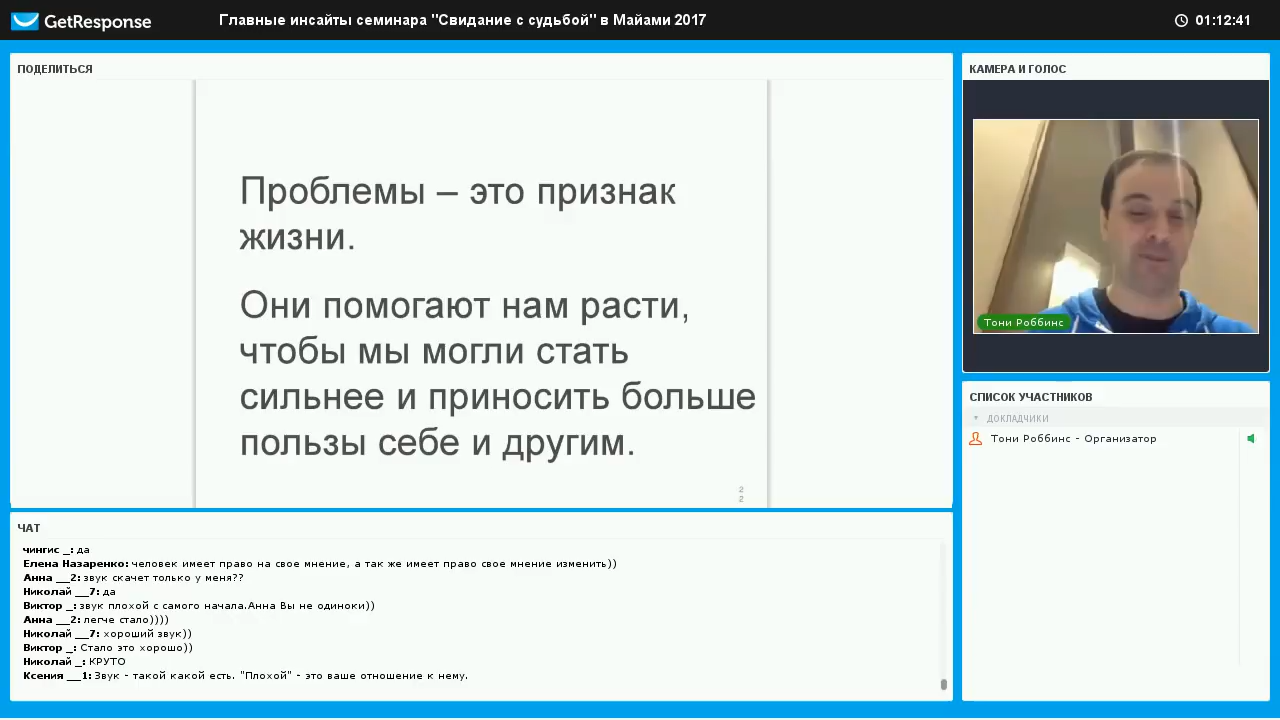 GetResponse
Главные инсайты семинара "Свидание с судьбой" в Майами 2017
01:12:41
ПОДЕЛИТЬСЯ
Проблемы – это признак
жизни.
Они помогают нам расти,
чтобы мы могли стать
сильнее и приносить больше
пользы себе и другим.
2
2
КАМЕРА И ГОЛОС
Тони Роббинс
СПИСОК УЧАСТНИКОВ
ДОКЛАДЧИКИ
Тони Роббинс - Организатор
ЧАТ
чингис _: да
Елена Назаренко: человек имеет право на свое мнение, а так же имеет право свое мнение изменить))
Анна __2: звук скачет только у меня??
Николай __7: да
Виктор _: звук плохой с самого начала.Анна Вы не одиноки))
Анна __2: легче стало))))
Николай __7: хороший звук))
Виктор _: Стало это хорошо))
Николай _: КРУТО
Ксения __1: Звук - такой какой есть. "Плохой" - это ваше отношение к нему.